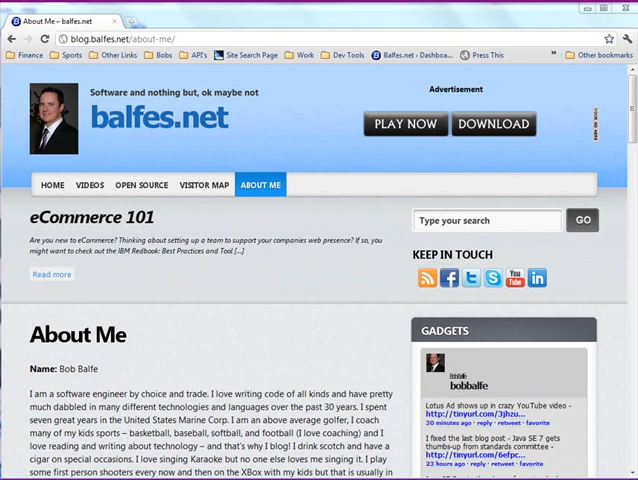 About Me – balfes.net
blog.balfes.net/about-me/
Finance Sports Other Links Bobs API's Site Search Page Work Dev Tools Balfes.net › Dashboa... Press This » Other bookmarks
Software and nothing but, ok maybe not
balfes.net
Advertisement
PLAY NOW DOWNLOAD
YOUR AD HERE
HOME VIDEOS OPEN SOURCE VISITOR MAP ABOUT ME
eCommerce 101
Are you new to eCommerce? Thinking about setting up a team to support your companies web presence? If so, you
might want to check out the IBM Redbook: Best Practices and Tool [...]
Read more
Type your search GO
KEEP IN TOUCH
You
Tube
in
About Me
Name: Bob Balfe
I am a software engineer by choice and trade. I love writing code of all kinds and have pretty
much dabbled in many different technologies and languages over the past 30 years. I spent
seven great years in the United States Marine Corp. I am an above average golfer, I coach
many of my kids sports – basketball, baseball, softball, and football (I love coaching) and I
love reading and writing about technology – and that's why I blog! I drink scotch and have a
cigar on special occasions. I love singing Karaoke but no one else loves me singing it. I play
some first person shooters every now and then on the XBox with my kids but that is usually in
GADGETS
Bob Balfe
bobbalfe
Lotus Ad shows up in crazy YouTube video -
http://tinyurl.com/3jhzu...
30 minutes ago · reply · retweet · favorite
I fixed the last blog post - Java SE 7 gets
thumbs-up from standards committee -
http://tinyurl.com/6efpc...
23 hours ago · reply · retweet · favorite